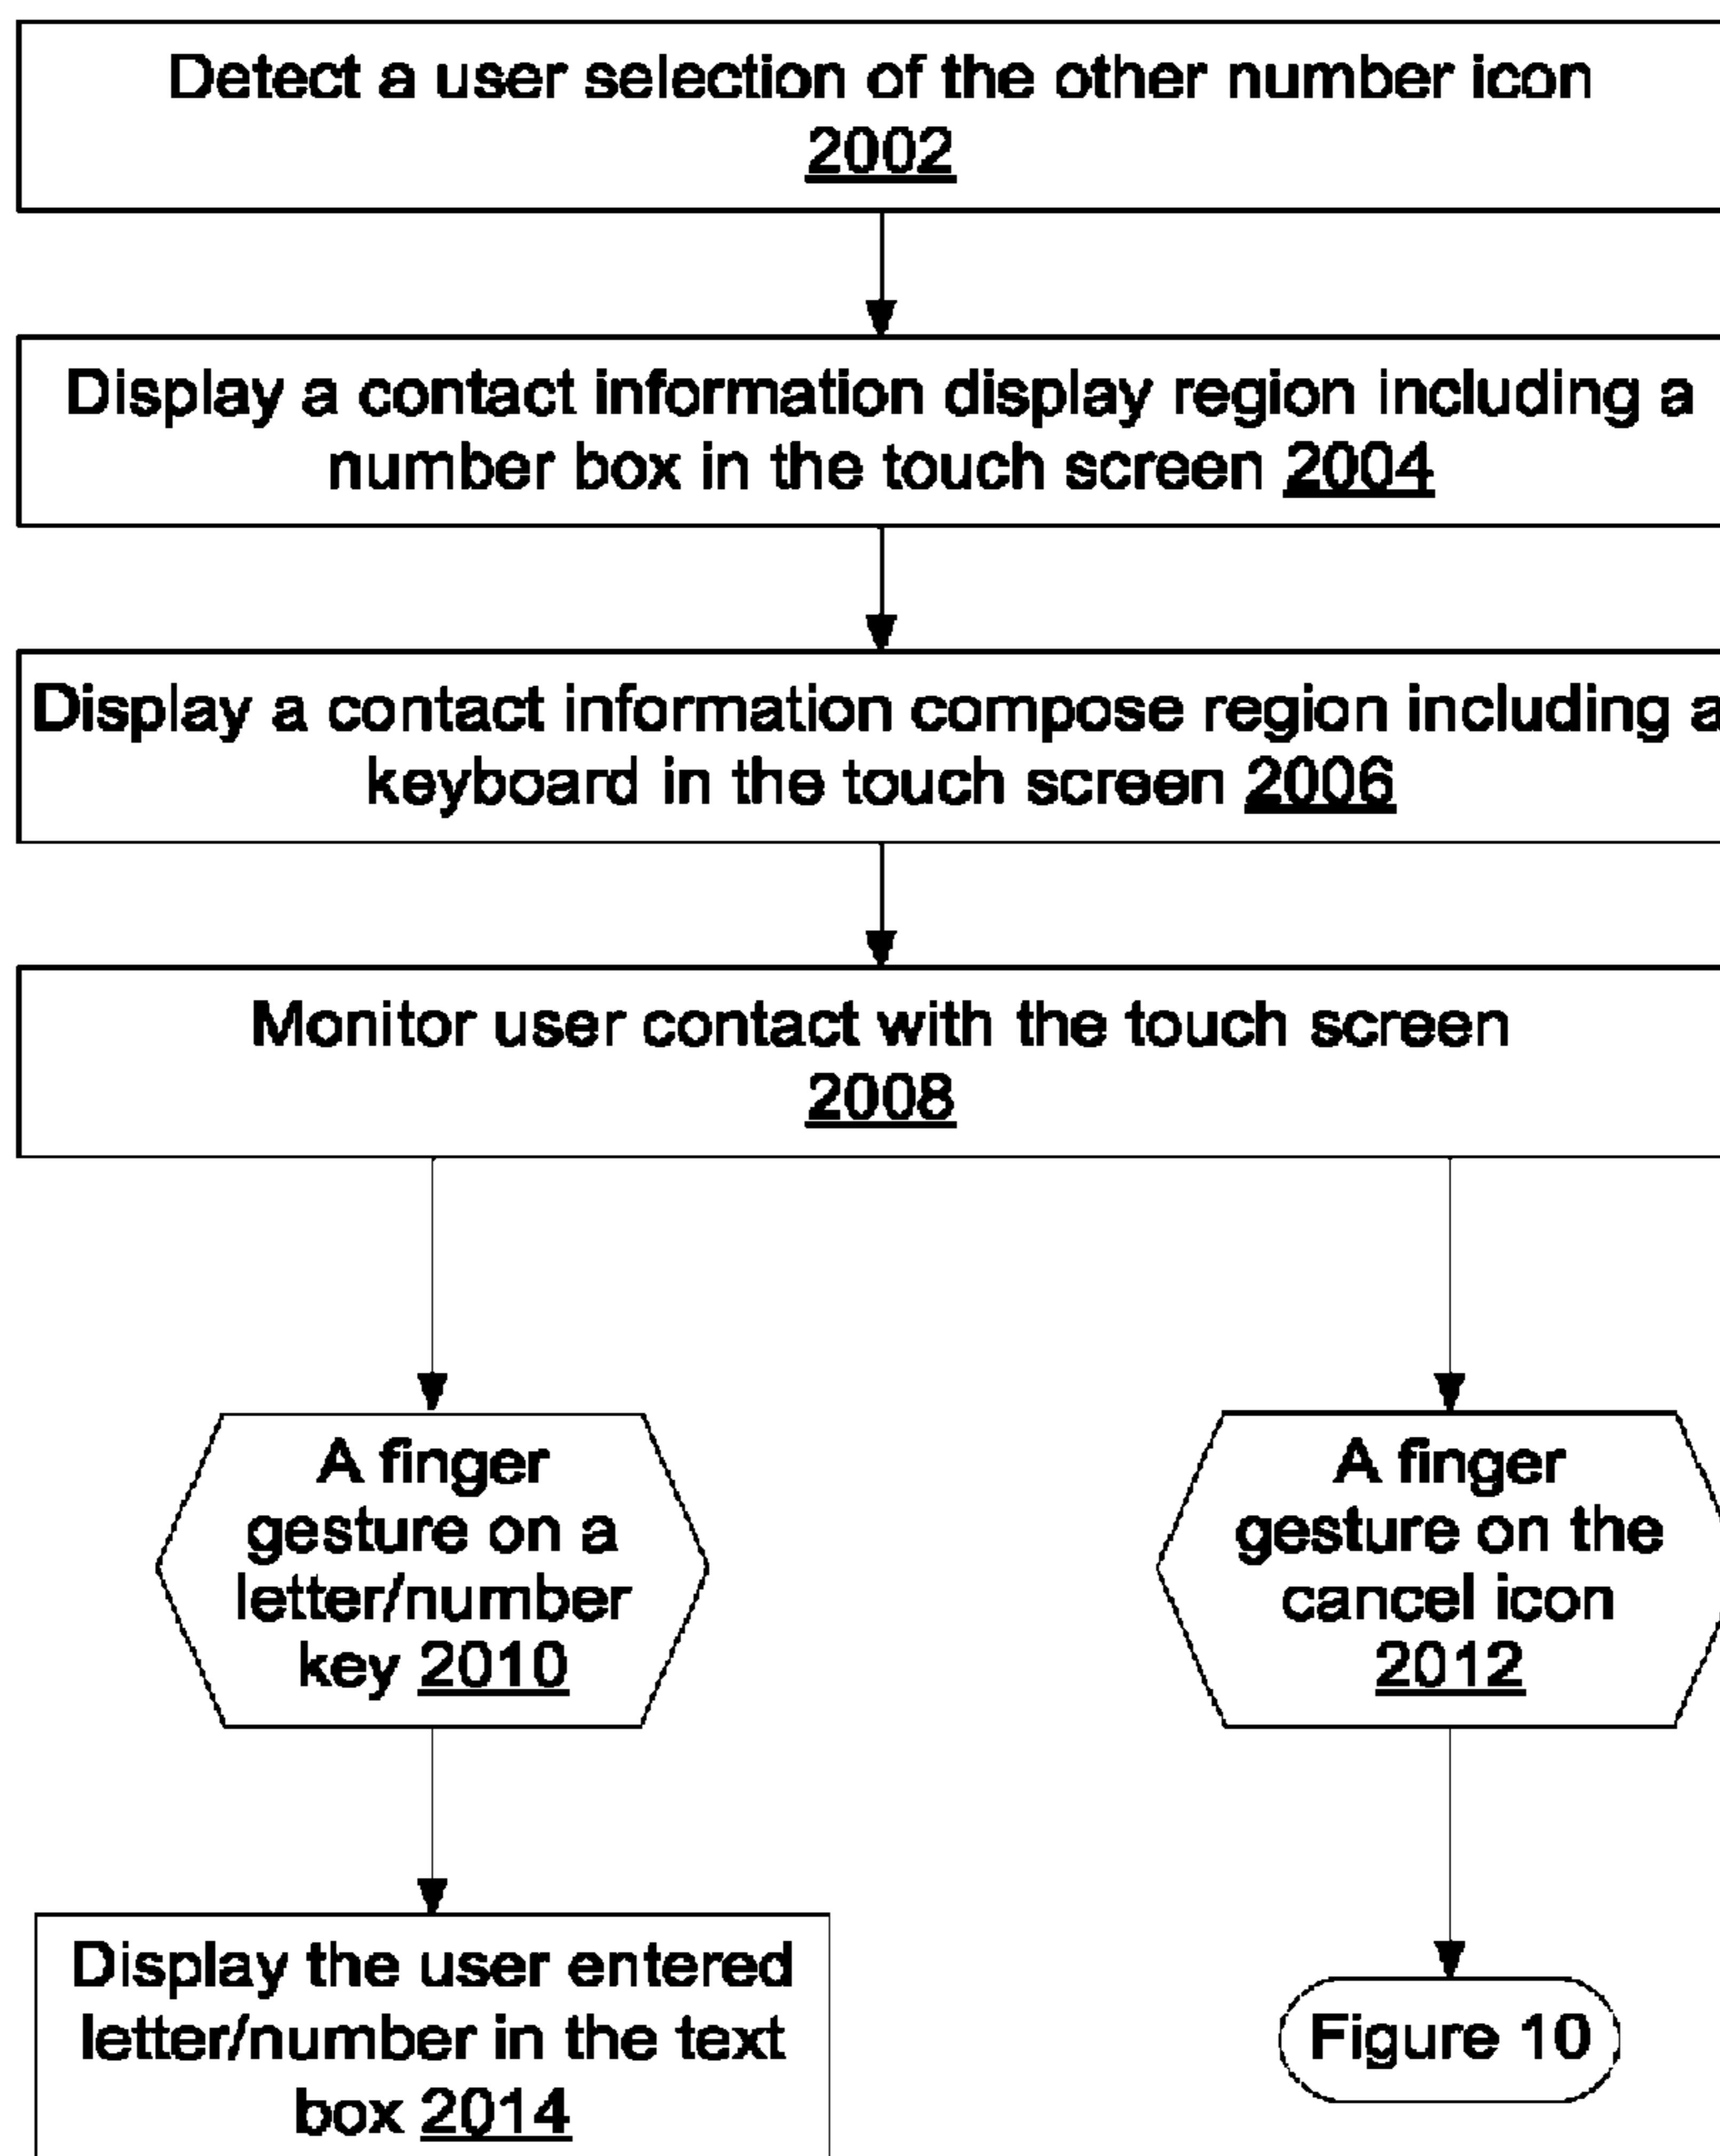 Detect a user selection of the other number icon
2002
Display a contact information display region including a
number box in the touch screen 2004
Display a contact information compose region including a
keyboard in the touch screen 2006
Monitor user contact with the touch screen
2008
A finger
gesture on a
letter/number
key 2010
A finger
gesture on the
cancel icon
2012
Display the user entered
letter/number in the text
box 2014
Figure 10